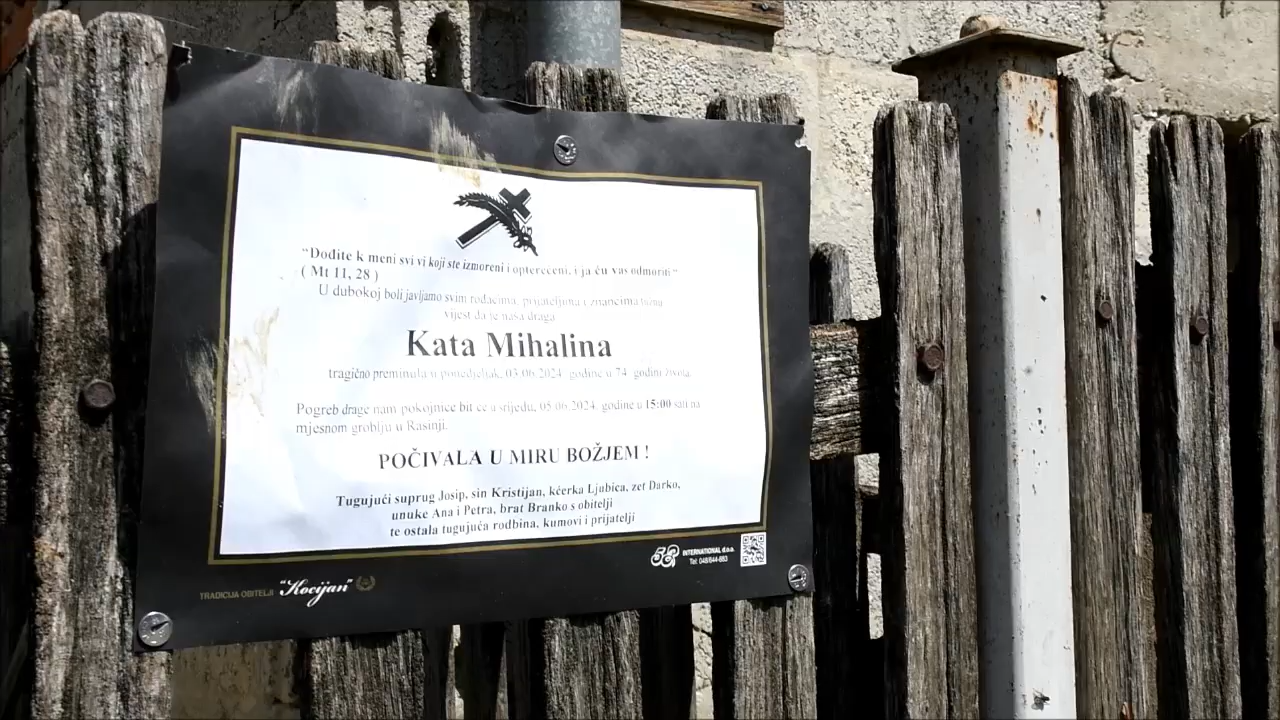 “Dođite k meni svi vi koji ste izmoreni i opterećeni, i ja ću vas odmoriti“
( Mt 11, 28 )
U dubokoj boli javljamo svim rođacima, prijateljima i znancima tužnu
vijest da je naša draga
Kata Mihalina
tragično preminula u ponedjeljak, 03.06.2024. godine u 74. godini života.
Pogreb drage nam pokojnice bit će u srijedu, 05.06.2024. godine u 15:00 sati na
mjesnom groblju u Rasinji.
POČIVALA U MIRU BOŽJEM !
Tugujući suprug Josip, sin Kristijan, kćerka Ljubica, zet Darko,
unuke Ana i Petra, brat Branko s obitelji
te ostala tugujuća rodbina, kumovi i prijatelji
INTERNATIONAL d.o.o.
Tel: 048/644-883
TRADICIJA OBITELJI "Kocijan"